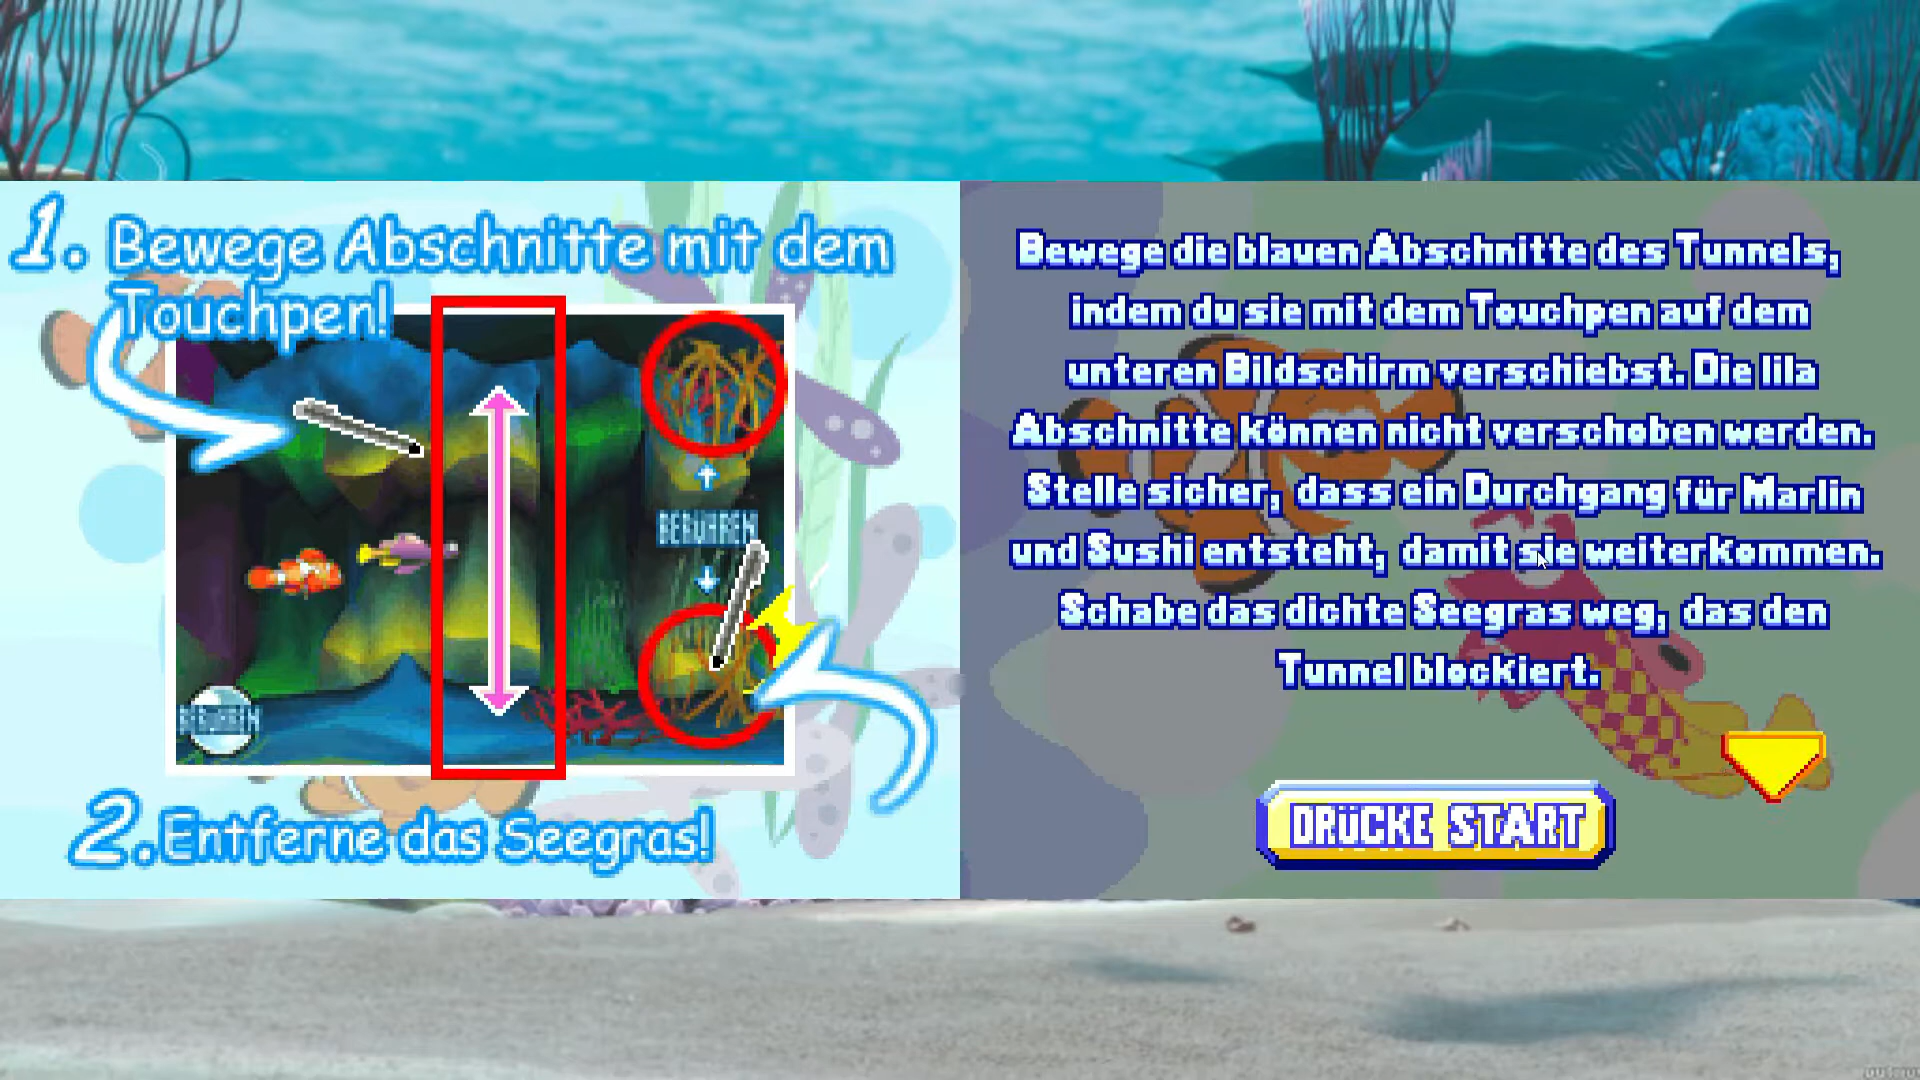 1. Bewege Abschnitte mit dem
Touchpen!
BERÜHREN
BERÜHREN
2. Entferne das Seegras!
Bewege die blauen Abschnitte des Tunnels,
indem du sie mit dem Touchpen auf dem
unteren Bildschirm verschiebst. Die lila
Abschnitte können nicht verschoben werden.
Stelle sicher, dass ein Durchgang für Marlin
und Sushi entsteht, damit sie weiterkommen.
Schabe das dichte Seegras weg, das den
Tunnel blockiert.
DRÜCKE START